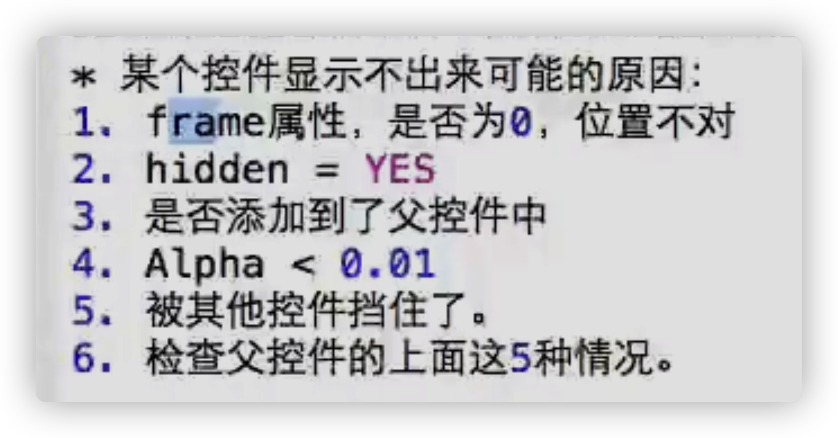 * 某个控件显示不出来可能的原因：
1. frame属性，是否为0，位置不对
2. hidden = YES
3. 是否添加到了父控件中
4. Alpha < 0.01
5. 被其他控件挡住了。
6. 检查父控件的上面这5种情况。